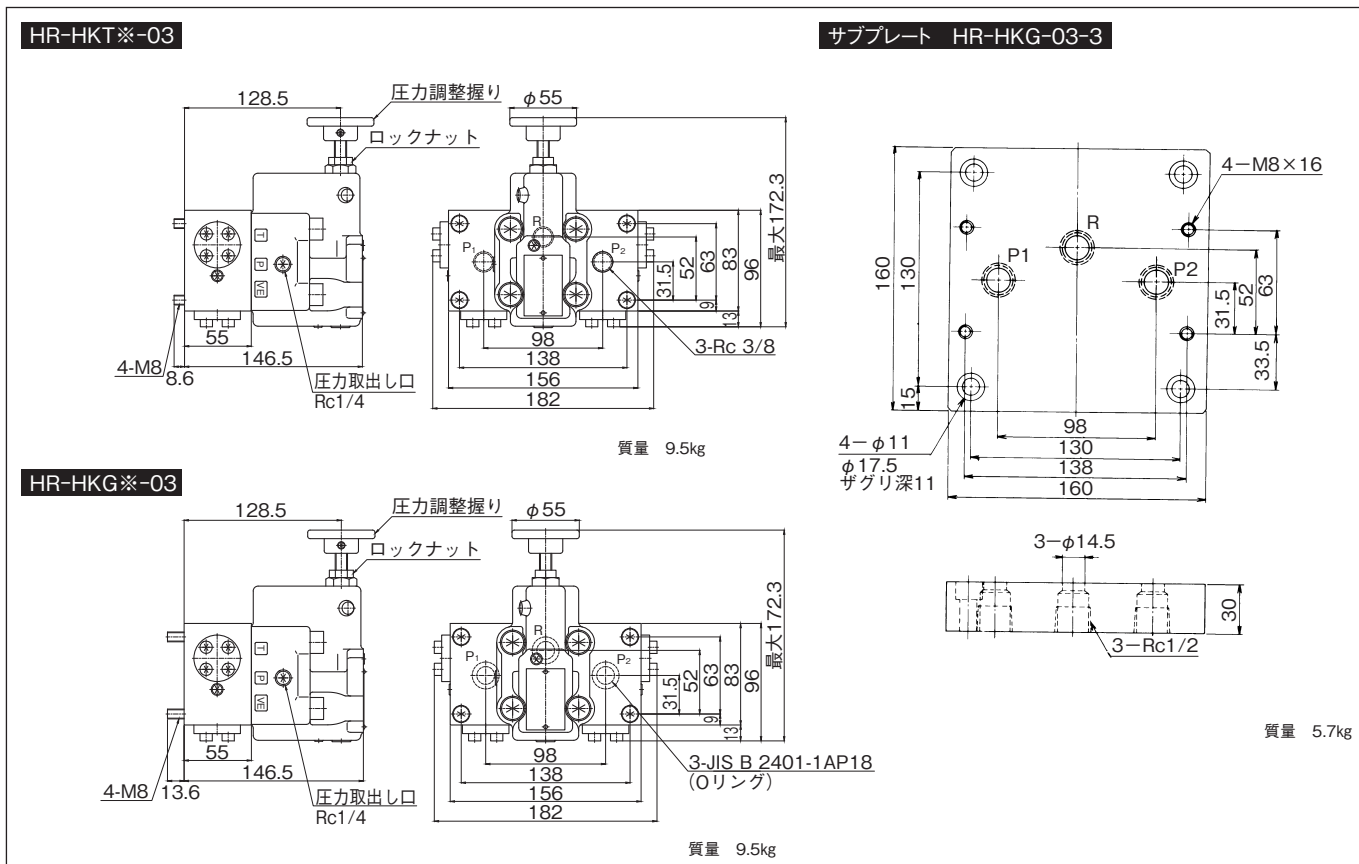 HR-HKT※-03
128.5
圧力調整握り
ロックナット
φ55
T
P
VE
R
P1
P2
31.5
52
63
83
96
最大172.3
9
13
55
146.5
4-M8
8.6
圧力取出し口
Rc1/4
98
138
156
182
3-Rc 3/8
質量 9.5kg
HR-HKG※-03
128.5
圧力調整握り
ロックナット
φ55
T
P
VE
R
P1
P2
31.5
52
63
83
96
最大172.3
9
13
55
146.5
4-M8
13.6
圧力取出し口
Rc1/4
98
138
156
182
3-JIS B 2401-1AP18
(Oリング)
質量 9.5kg
サブプレート HR-HKG-03-3
4-M8×16
R
P1
P2
160
130
15
31.5
52
63
33.5
98
130
138
160
4-φ11
φ17.5
ザグリ深11
3-φ14.5
30
3-Rc1/2
質量 5.7kg